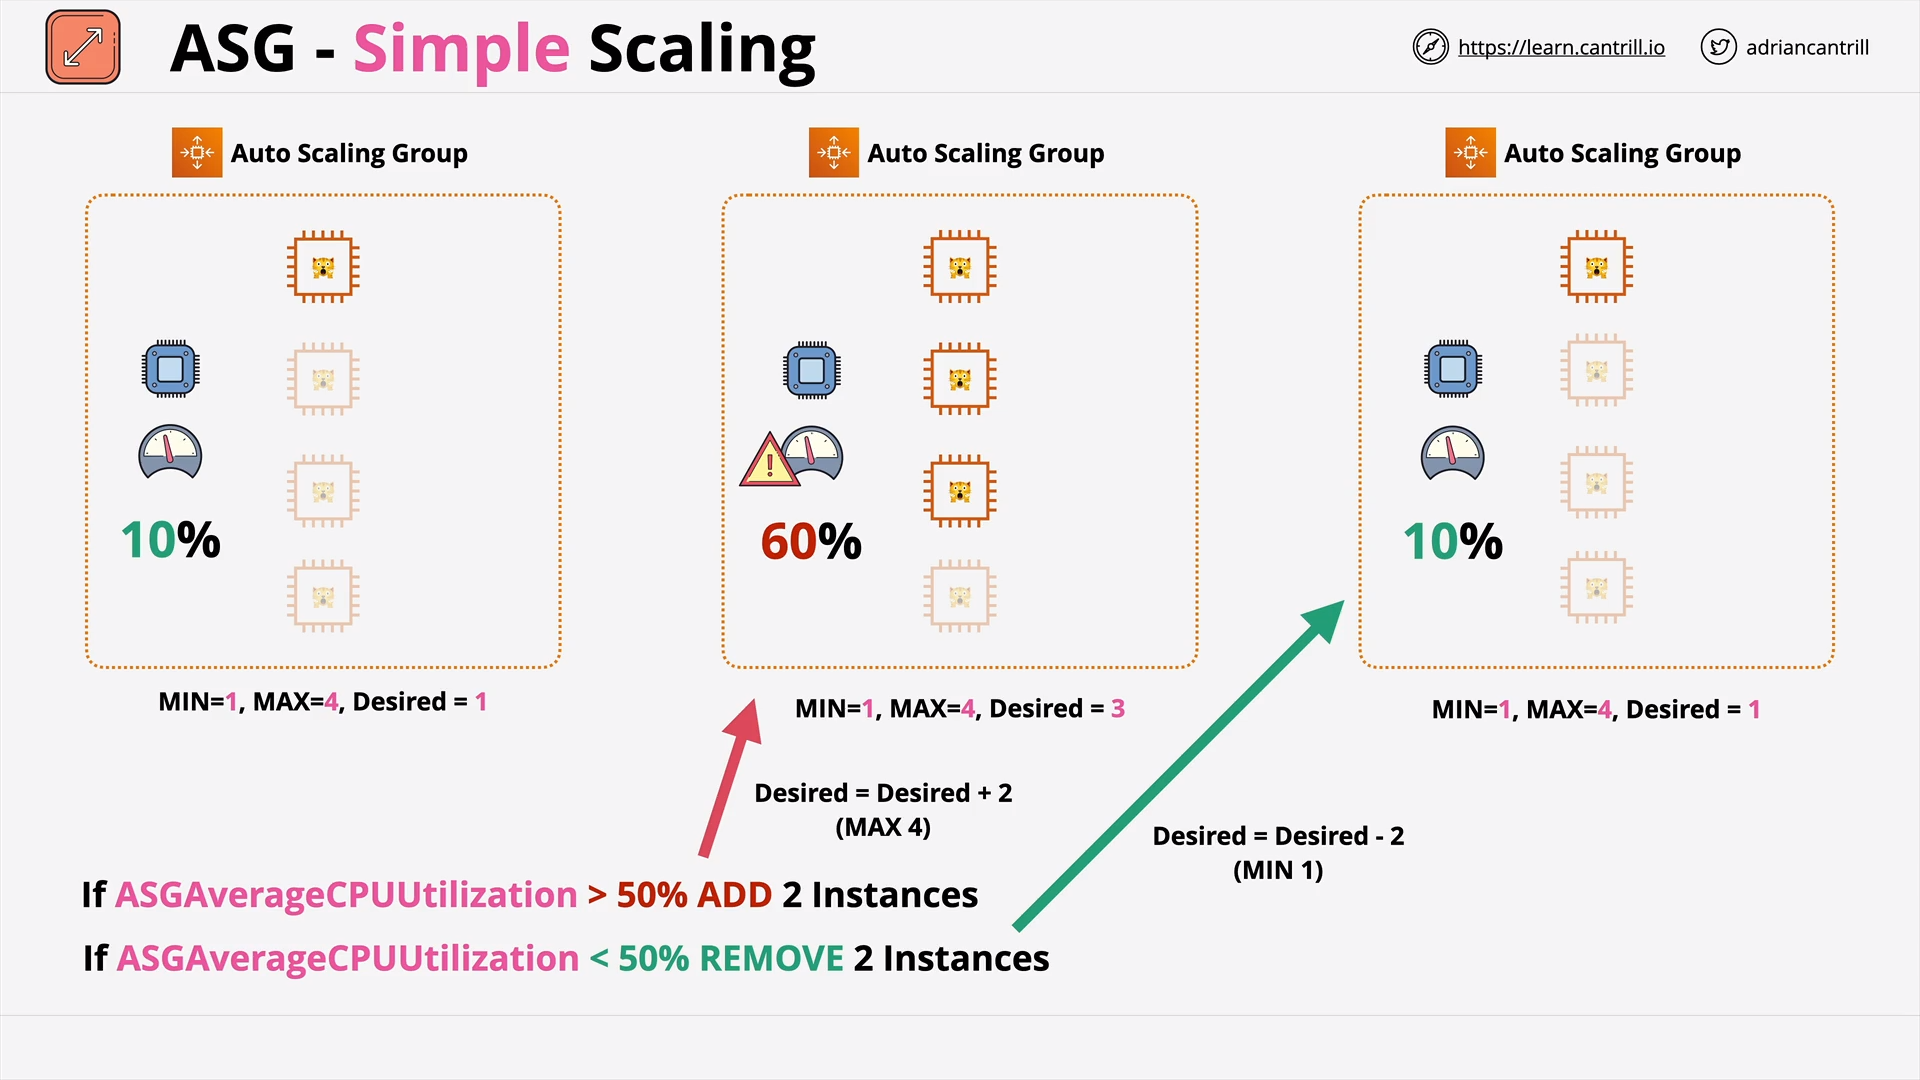 ASG - Simple Scaling
https://learn.cantrill.io
adriancantrill
Auto Scaling Group
Auto Scaling Group
Auto Scaling Group
10%
60%
10%
MIN=1, MAX=4, Desired = 1
MIN=1, MAX=4, Desired = 3
MIN=1, MAX=4, Desired = 1
Desired = Desired + 2
(MAX 4)
Desired = Desired - 2
(MIN 1)
If ASGAverageCPUUtilization > 50% ADD 2 Instances
If ASGAverageCPUUtilization < 50% REMOVE 2 Instances